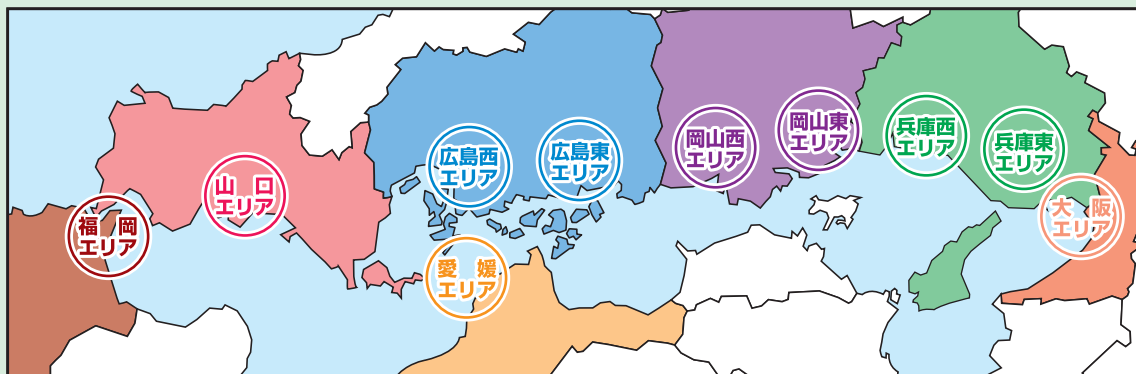 福　岡
エリア
山　口
エリア
広島西
エリア
広島東
エリア
愛　媛
エリア
岡山西
エリア
岡山東
エリア
兵庫西
エリア
兵庫東
エリア
大　阪
エリア